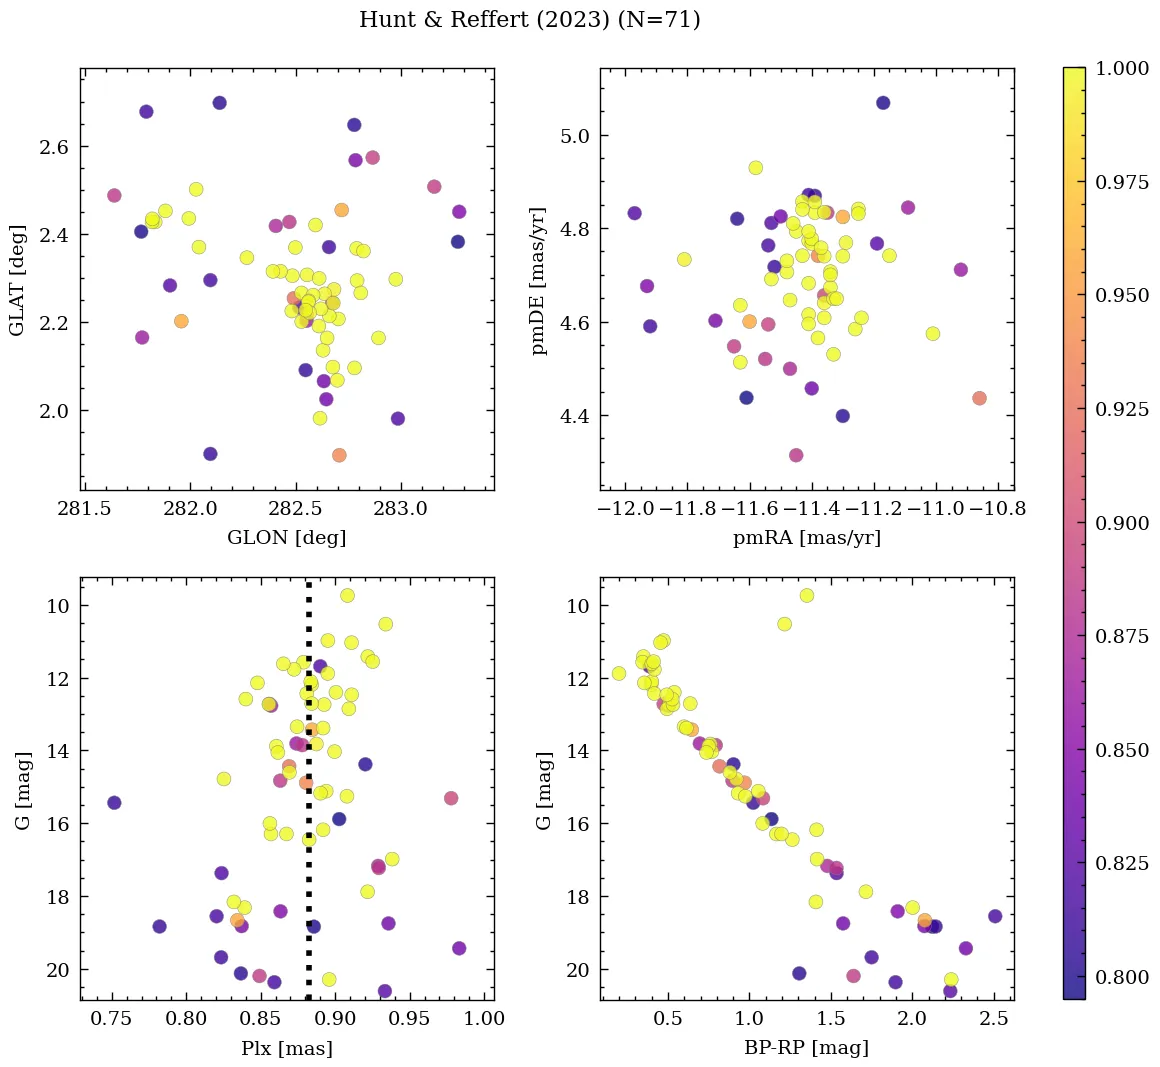 Hunt & Reffert (2023) (N=71)
2.6
2.4
2.2
2.0
GLAT [deg]
281.5 282.0 282.5 283.0
GLON [deg]
5.0
4.8
4.6
4.4
pmDE [mas/yr]
−12.0 −11.8 −11.6 −11.4 −11.2 −11.0 −10.8
pmRA [mas/yr]
10
12
14
16
18
20
G [mag]
0.75 0.80 0.85 0.90 0.95 1.00
Plx [mas]
10
12
14
16
18
20
G [mag]
0.5 1.0 1.5 2.0 2.5
BP-RP [mag]
1.000
0.975
0.950
0.925
0.900
0.875
0.850
0.825
0.800